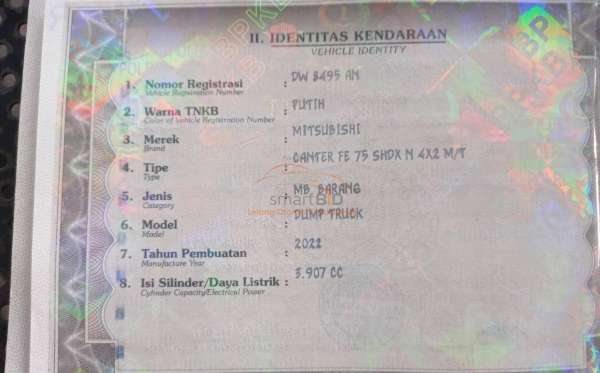 II. IDENTITAS KENDARAAN
VEHICLE IDENTITY
1. Nomor Registrasi : DW 8495 AM
Vehicle Registration Number
2. Warna TNKB : PUTIH
Color of Vehicle Registration Number
3. Merek : MITSUBISHI
Brand
4. Tipe : CANTER FE 75 SHDX N 4X2 M/T
Type
5. Jenis : MB. BARANG
Category
smartBID
6. Model : DUMP TRUCK
Model
7. Tahun Pembuatan : 2022
Manufacture Year
8. Isi Silinder/Daya Listrik : 3.907 CC
Cylinder Capacity/Electrical Power